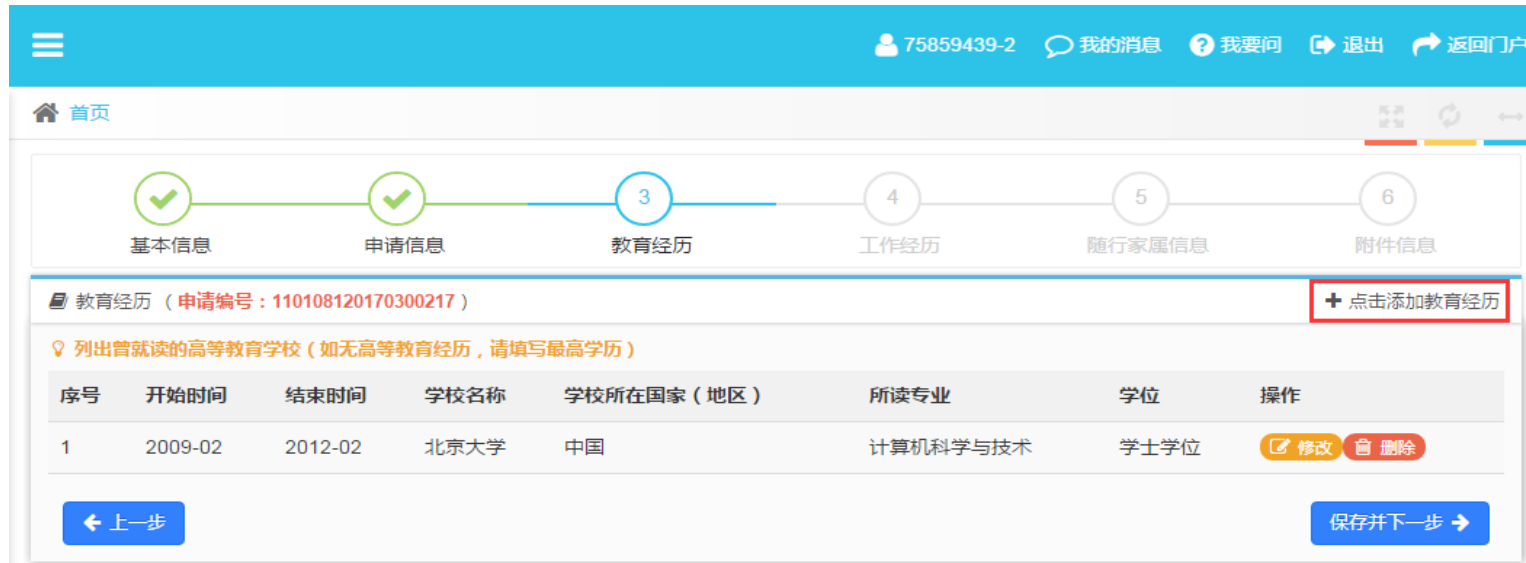 75859439-2 我的消息 我要问 退出 返回门户
首页
3 4 5 6
基本信息 申请信息 教育经历 工作经历 随行家属信息 附件信息
教育经历 ( 申请编号：110108120170300217 ) 点击添加教育经历
列出曾就读的高等教育学校 ( 如无高等教育经历 , 请填写最高学历 )
序号 开始时间 结束时间 学校名称 学校所在国家 ( 地区 ) 所读专业 学位 操作
1 2009-02 2012-02 北京大学 中国 计算机科学与技术 学士学位 修改 删除
上一步 保存并下一步